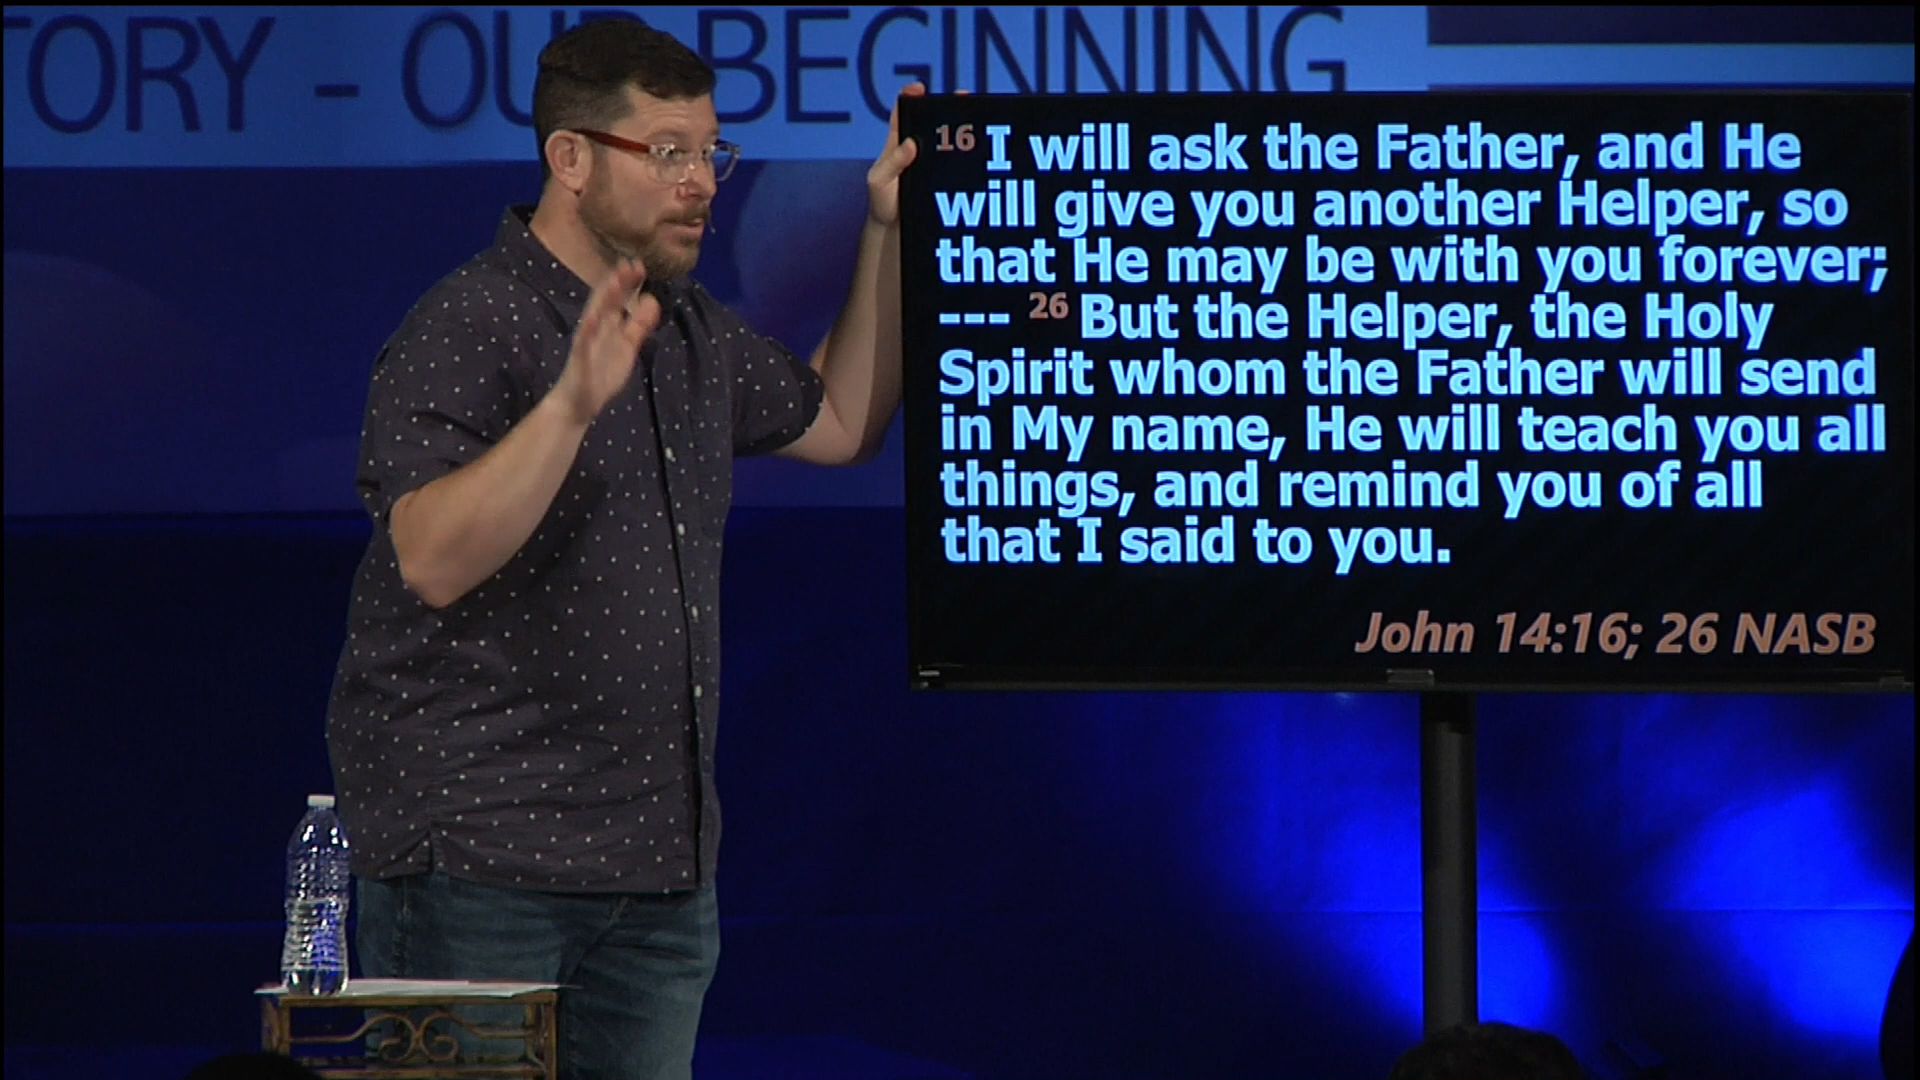 TORY - OUR BEGINNING
16 I will ask the Father, and He
will give you another Helper, so
that He may be with you forever;
--- 26 But the Helper, the Holy
Spirit whom the Father will send
in My name, He will teach you all
things, and remind you of all
that I said to you.
John 14:16; 26 NASB